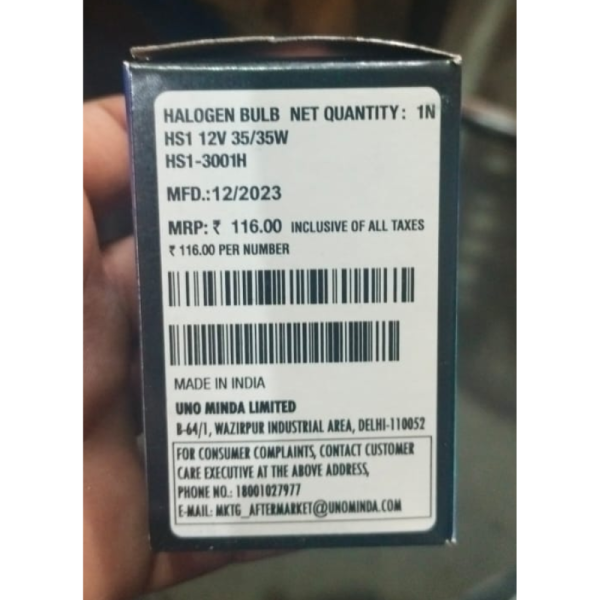 HALOGEN BULB NET QUANTITY: 1N
HS1 12V 35/35W
HS1-3001H
MFD.:12/2023
MRP: ₹ 116.00 INCLUSIVE OF ALL TAXES
₹ 116.00 PER NUMBER
MADE IN INDIA
UNO MINDA LIMITED
B-64/1, WAZIRPUR INDUSTRIAL AREA, DELHI-110052
FOR CONSUMER COMPLAINTS, CONTACT CUSTOMER
CARE EXECUTIVE AT THE ABOVE ADDRESS,
PHONE NO.: 18001027977
E-MAIL: MKTG_AFTERMARKET@UNOMINDA.COM